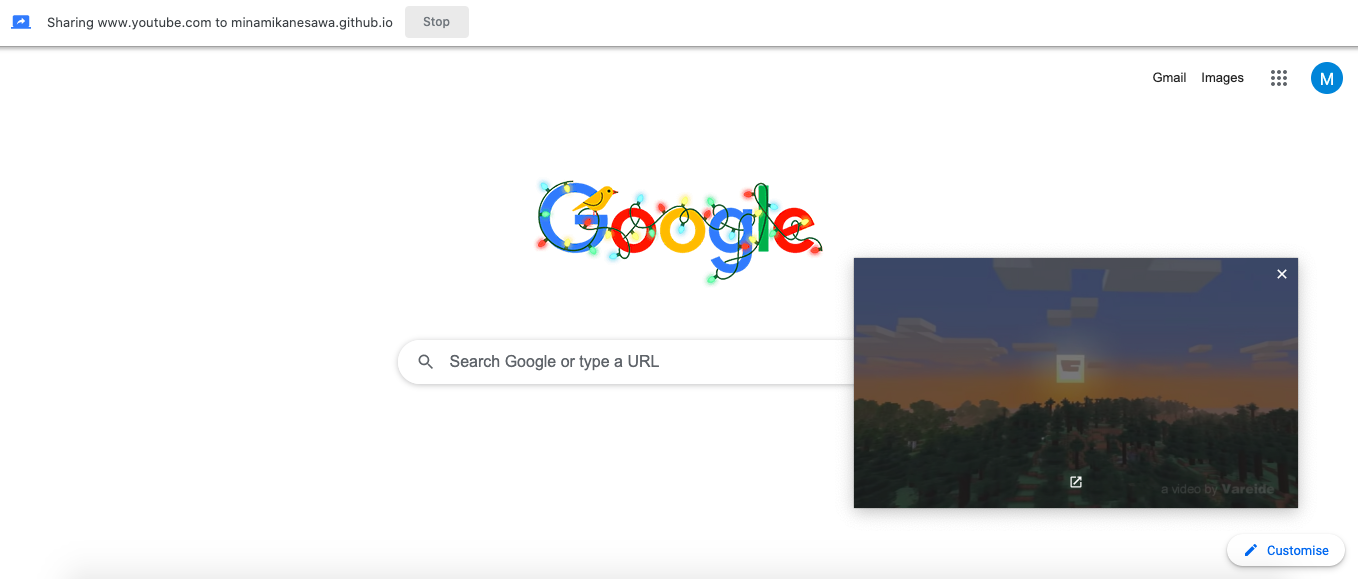 Sharing www.youtube.com to minamikanesawa.github.io Stop
Gmail Images M
Google
Search Google or type a URL
a video by Varelde
Customise